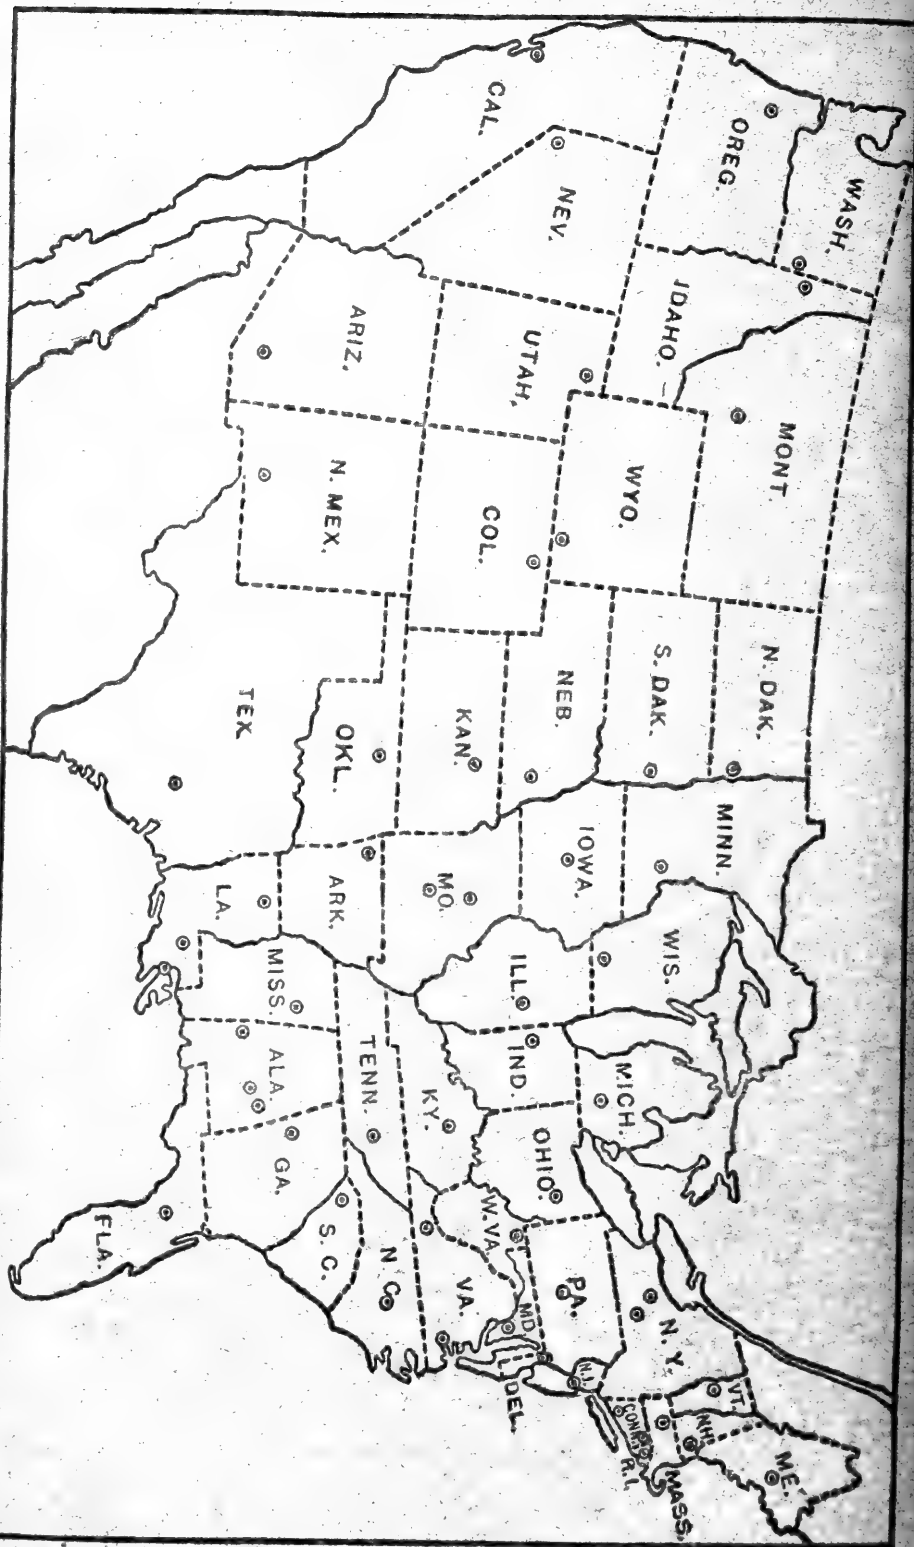 WASH.
OREG.
CAL.
NEV.
IDAHO.
MONT.
WYO.
UTAH,
COL.
ARIZ.
N. MEX.
N. DAK.
S. DAK.
NEB.
KAN.
OKL.
TEX.
MINN.
IOWA.
MO.
ARK.
LA.
WIS.
ILL.
MICH.
IND.
OHIO.
KY.
TENN.
MISS.
ALA.
GA.
FLA.
S. C.
N C.
VA.
W. VA.
MD
DEL.
PA.
N.J.
N. Y.
CONN.
R.I.
MASS.
VT.
N.H.
ME.